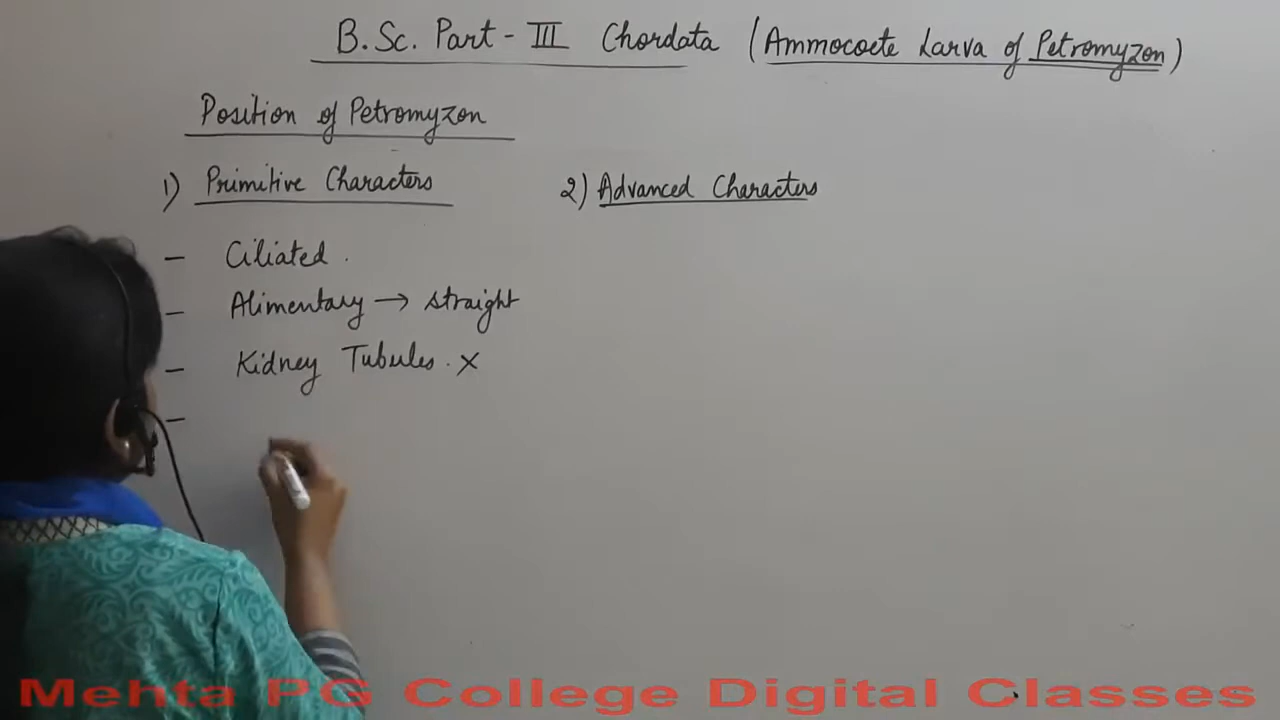 B.Sc. Part - III Chordata (Ammocoete Larva of Petromyzon)
Position of Petromyzon
1) Primitive Characters
2) Advanced Characters
- Ciliated.
- Alimentary → straight
- Kidney Tubules. x
-
Mehta PG College Digital Classes